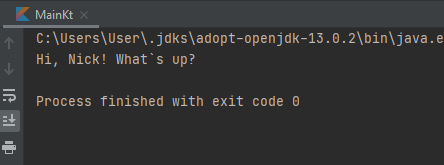 MainKt
C:\Users\User\.jdks\adopt-openjdk-13.0.2\bin\java.e
Hi, Nick! What`s up?
Process finished with exit code 0